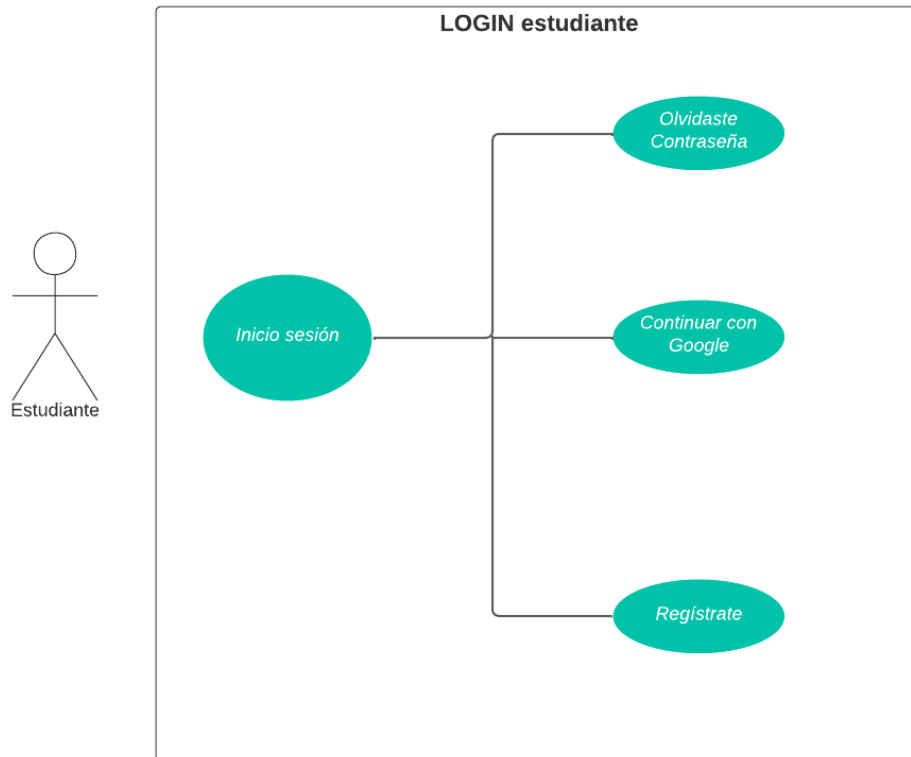 LOGIN estudiante
Olvidaste
Contraseña
Inicio sesión
Continuar con
Google
Estudiante
Regístrate